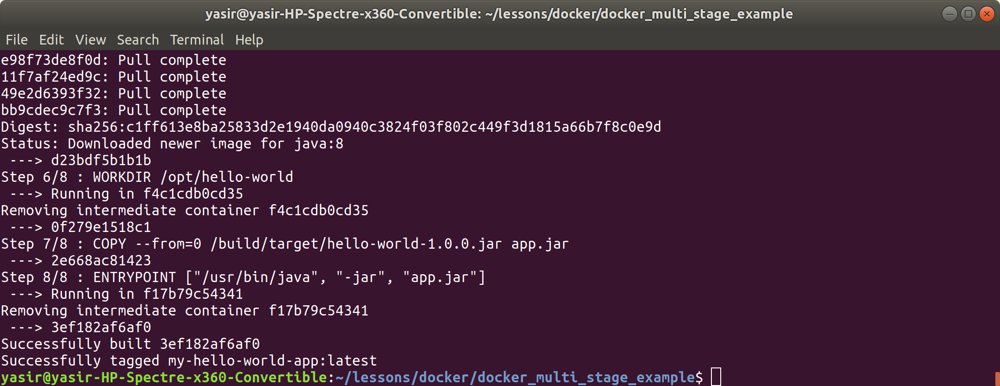 yasir@yasir-HP-Spectre-x360-Convertible: ~/lessons/docker/docker_multi_stage_example
File Edit View Search Terminal Help
e98f73de8f0d: Pull complete
11f7af24ed9c: Pull complete
49e2d6393f32: Pull complete
bb9cdec9c7f3: Pull complete
Digest: sha256:c1ff613e8ba25833d2e1940da0940c3824f03f802c449f3d1815a66b7f8c0e9d
Status: Downloaded newer image for java:8
 ---> d23bdf5b1b1b
Step 6/8 : WORKDIR /opt/hello-world
 ---> Running in f4c1cdb0cd35
Removing intermediate container f4c1cdb0cd35
 ---> 0f279e1518c1
Step 7/8 : COPY --from=0 /build/target/hello-world-1.0.0.jar app.jar
 ---> 2e668ac81423
Step 8/8 : ENTRYPOINT ["/usr/bin/java", "-jar", "app.jar"]
 ---> Running in f17b79c54341
Removing intermediate container f17b79c54341
 ---> 3ef182af6af0
Successfully built 3ef182af6af0
Successfully tagged my-hello-world-app:latest
yasir@yasir-HP-Spectre-x360-Convertible:~/lessons/docker/docker_multi_stage_example$